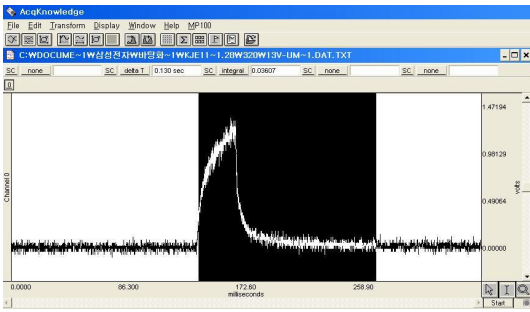 AcqKnowledge
File Edit Transform Display Window Help MP100
C:₩DOCUME~1₩삼성전자₩바탕화~1₩KJE11~1.28₩320₩13V-UM~1.DAT.TXT
SC none SC delta T 0.130 sec SC integral 0.03607 SC none SC none
0
1.47194
0.98129
0.49064
0.00000
volts
Channel 0
0.0000 86.300 172.60 258.90
milliseconds
Start